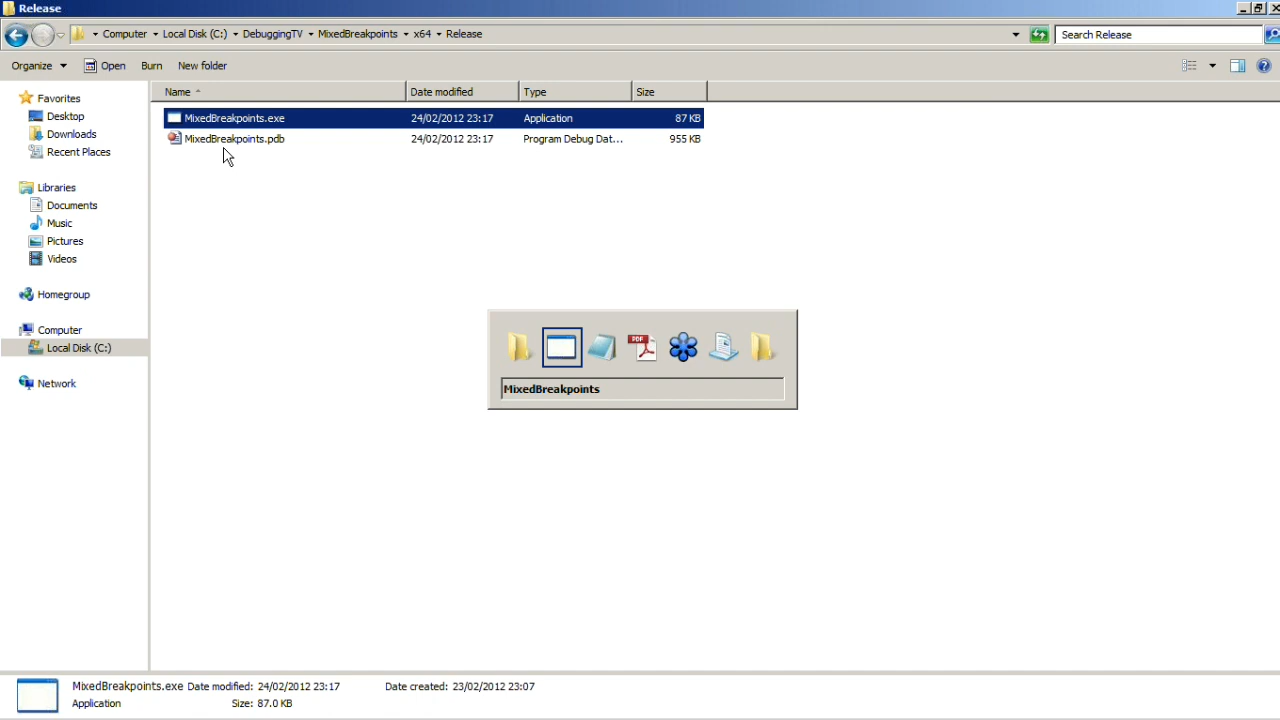 Release
Computer Local Disk (C:) DebuggingTV MixedBreakpoints x64 Release
Search Release
Organize Open Burn New folder
Name Date modified Type Size
MixedBreakpoints.exe 24/02/2012 23:17 Application 87 KB
MixedBreakpoints.pdb 24/02/2012 23:17 Program Debug Dat... 955 KB
Favorites
Desktop
Downloads
Recent Places
Libraries
Documents
Music
Pictures
Videos
Homegroup
Computer
Local Disk (C:)
Network
PDF
MixedBreakpoints
MixedBreakpoints.exe Date modified: 24/02/2012 23:17 Date created: 23/02/2012 23:07
Application Size: 87.0 KB